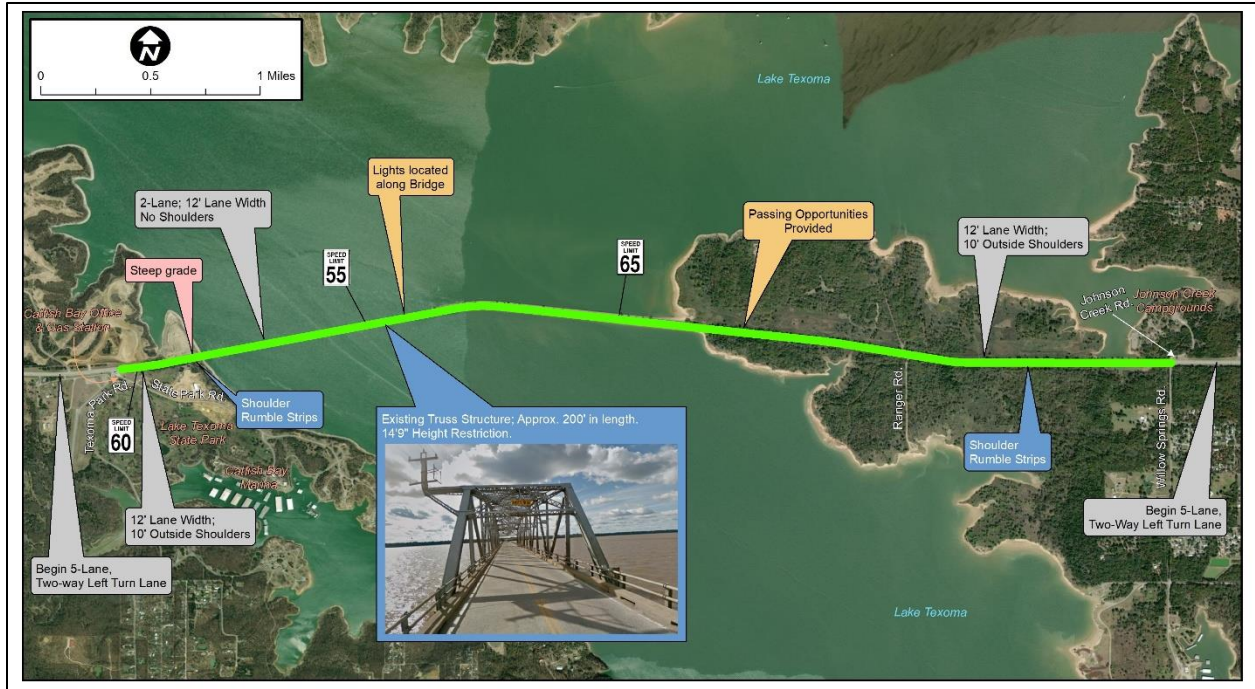 N
0 0.5 1 Miles
Lake Texoma
Lights located
along Bridge
2-Lane; 12' Lane Width
No Shoulders
Passing Opportunities
Provided
12' Lane Width;
10' Outside Shoulders
SPEED
LIMIT
55
SPEED
LIMIT
65
Steep grade
Johnson
Creek Rd.
Johnson Creek
Campgrounds
Catfish Bay Office
& Gas Station
Texoma Park Rd.
State Park Rd.
Shoulder
Rumble Strips
Ranger Rd.
Willow Springs Rd.
SPEED
LIMIT
60
Lake Texoma
State Park
Existing Truss Structure; Approx. 200' in length.
14'9" Height Restriction.
Shoulder
Rumble Strips
Catfish Bay
Marina
12' Lane Width;
10' Outside Shoulders
Begin 5-Lane,
Two-Way Left Turn Lane
Begin 5-Lane,
Two-way Left Turn Lane
Lake Texoma